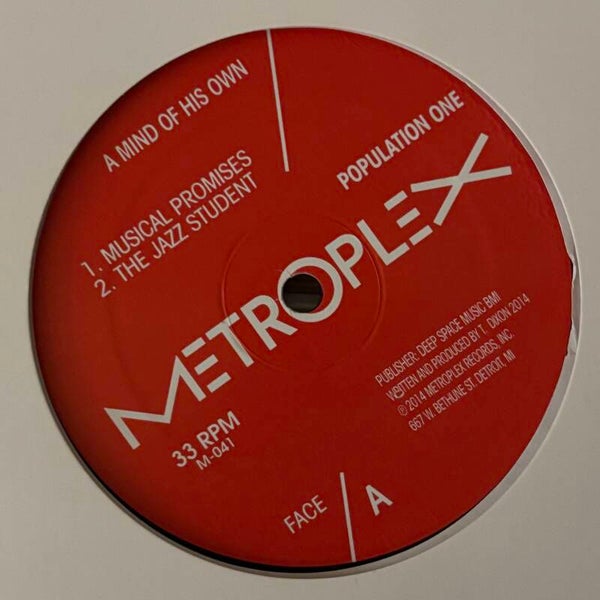 A MIND OF HIS OWN
POPULATION ONE
1. MUSICAL PROMISES
2. THE JAZZ STUDENT
METROPLEX
PUBLISHER: DEEP SPACE MUSIC BMI
WRITTEN AND PRODUCED BY T. DIXON 2014
℗ 2014 METROPLEX RECORDS, INC.
667 W. BETHUNE ST. DETROIT, MI
33 RPM
M-041
FACE A